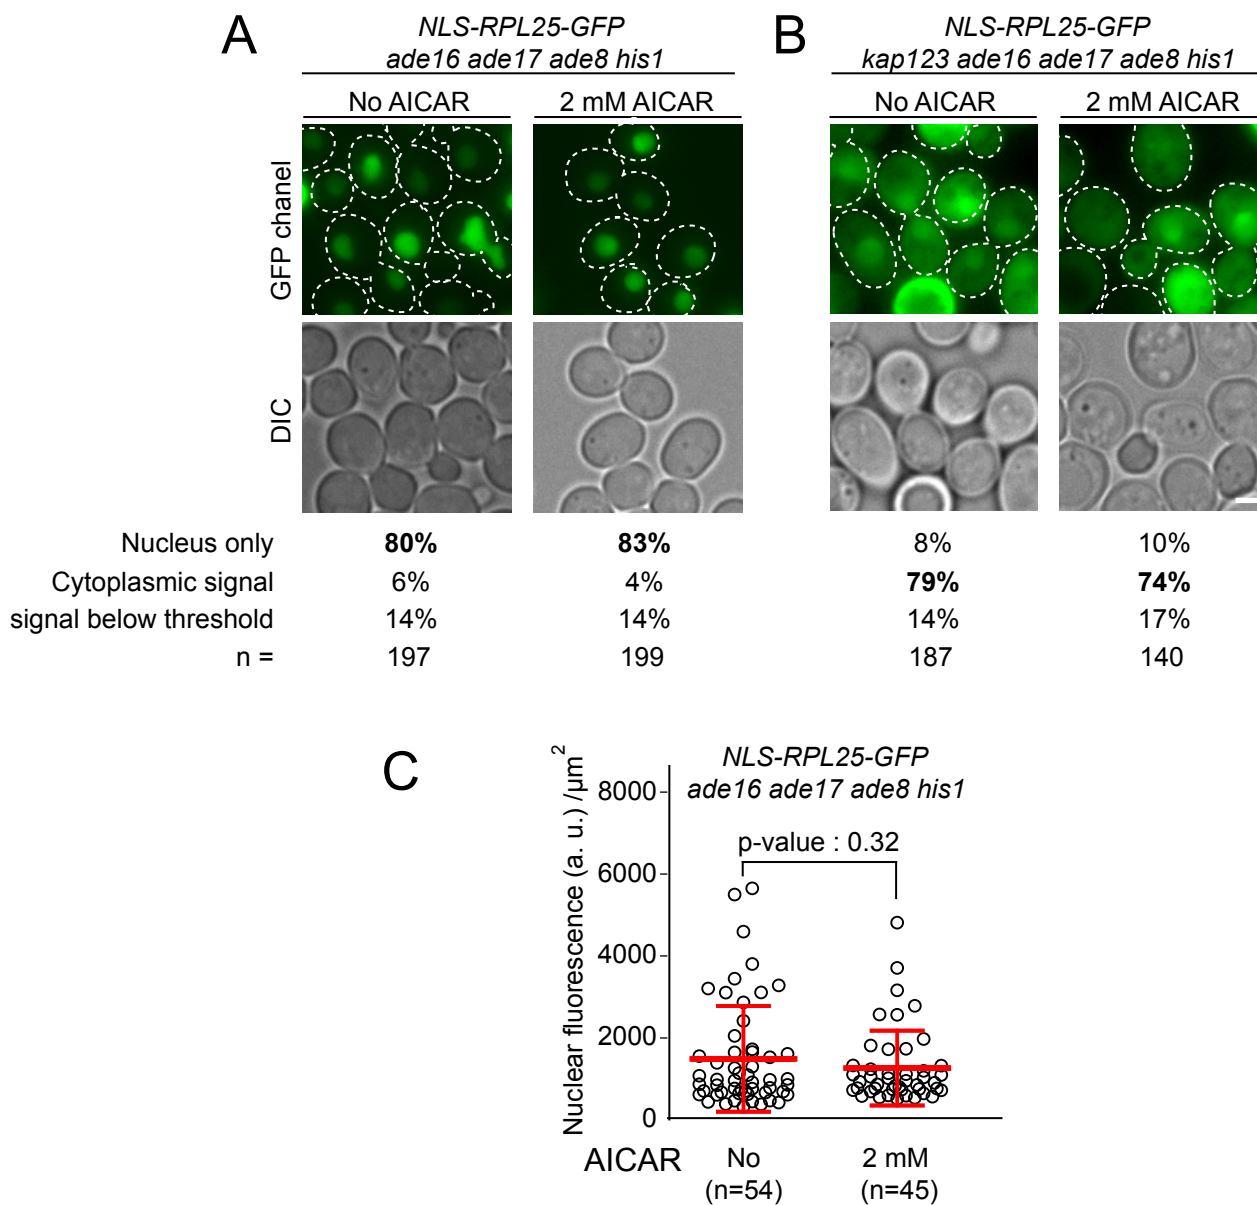 A
NLS-RPL25-GFP
ade16 ade17 ade8 his1
No AICAR
2 mM AICAR
B
NLS-RPL25-GFP
kap123 ade16 ade17 ade8 his1
No AICAR
2 mM AICAR
GFP chanel
DIC
Nucleus only 80% 83% 8% 10%
Cytoplasmic signal 6% 4% 79% 74%
signal below threshold 14% 14% 14% 17%
n = 197 199 187 140
C
NLS-RPL25-GFP
ade16 ade17 ade8 his1
p-value : 0.32
Nuclear fluorescence (a. u.) /µm²
8000
6000
4000
2000
0
AICAR No 2 mM
(n=54) (n=45)